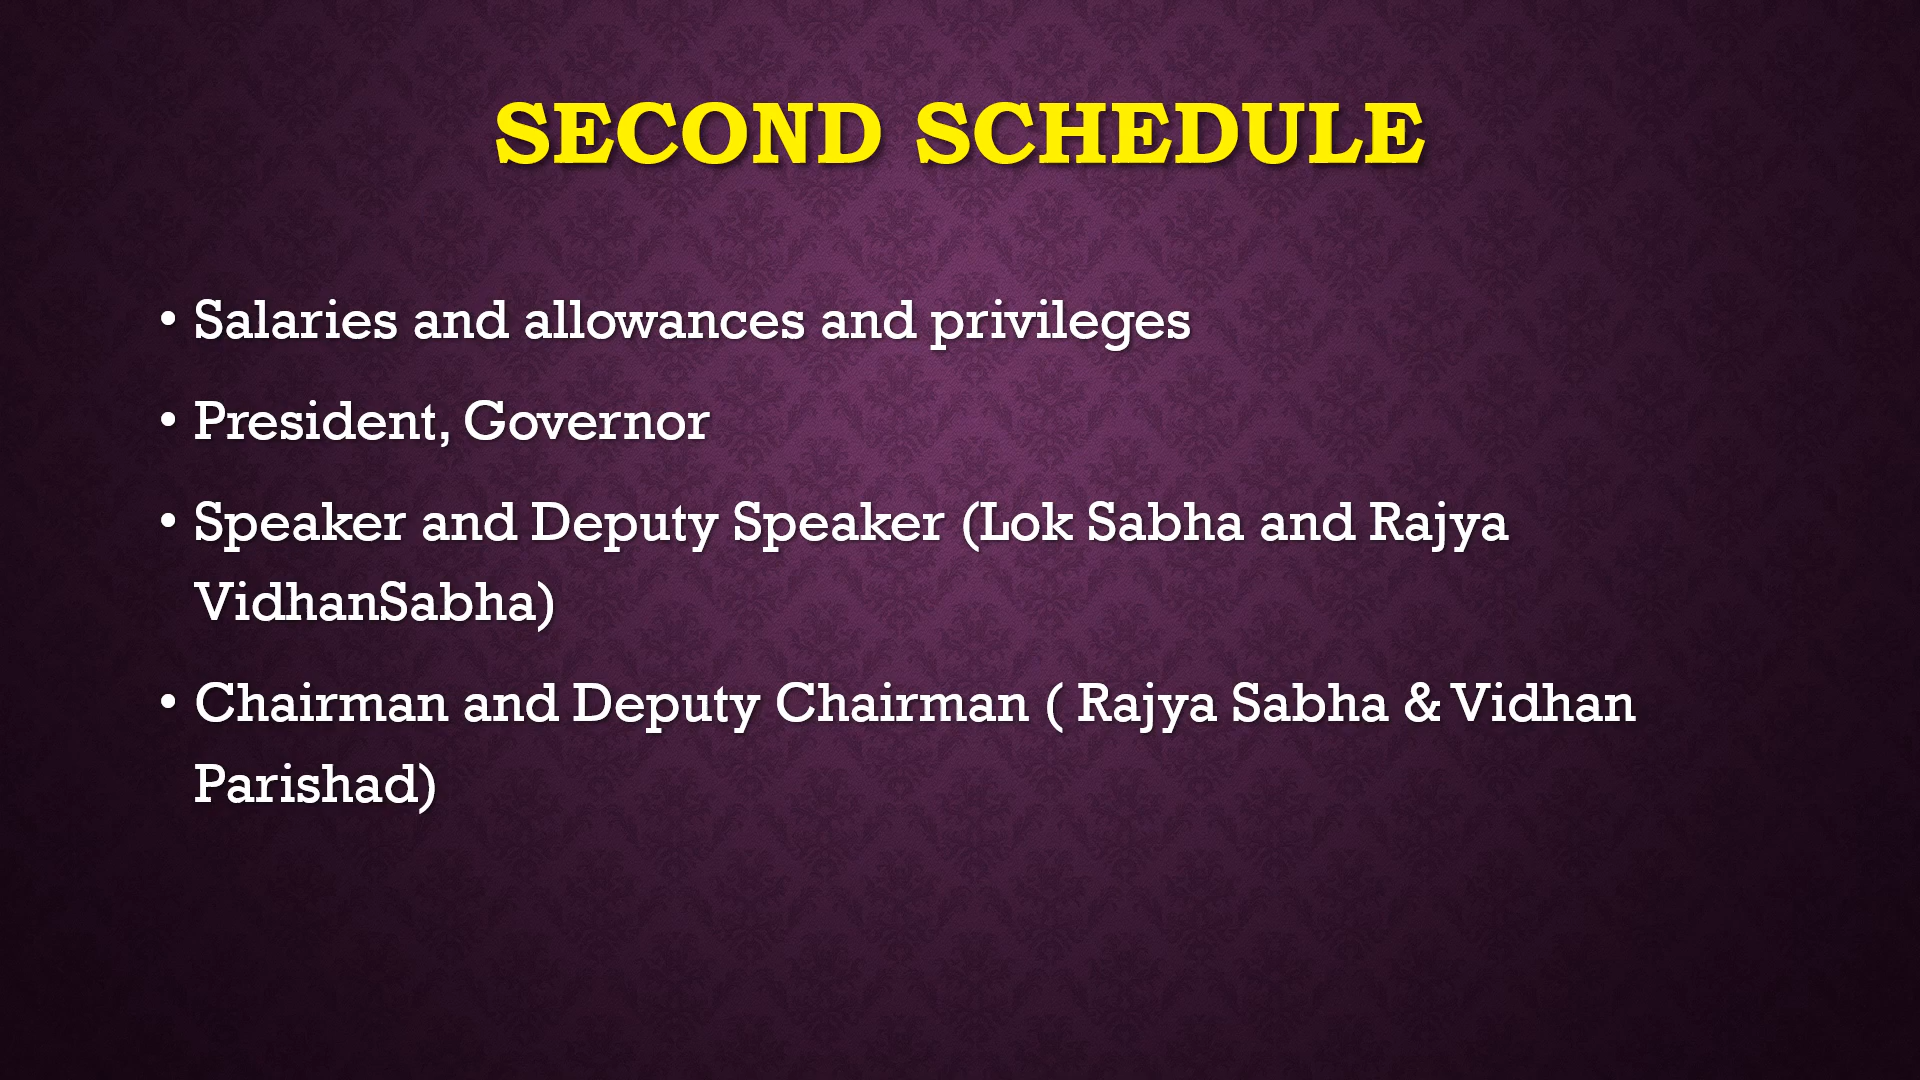 SECOND SCHEDULE
• Salaries and allowances and privileges
• President, Governor
• Speaker and Deputy Speaker (Lok Sabha and Rajya
VidhanSabha)
• Chairman and Deputy Chairman ( Rajya Sabha & Vidhan
Parishad)